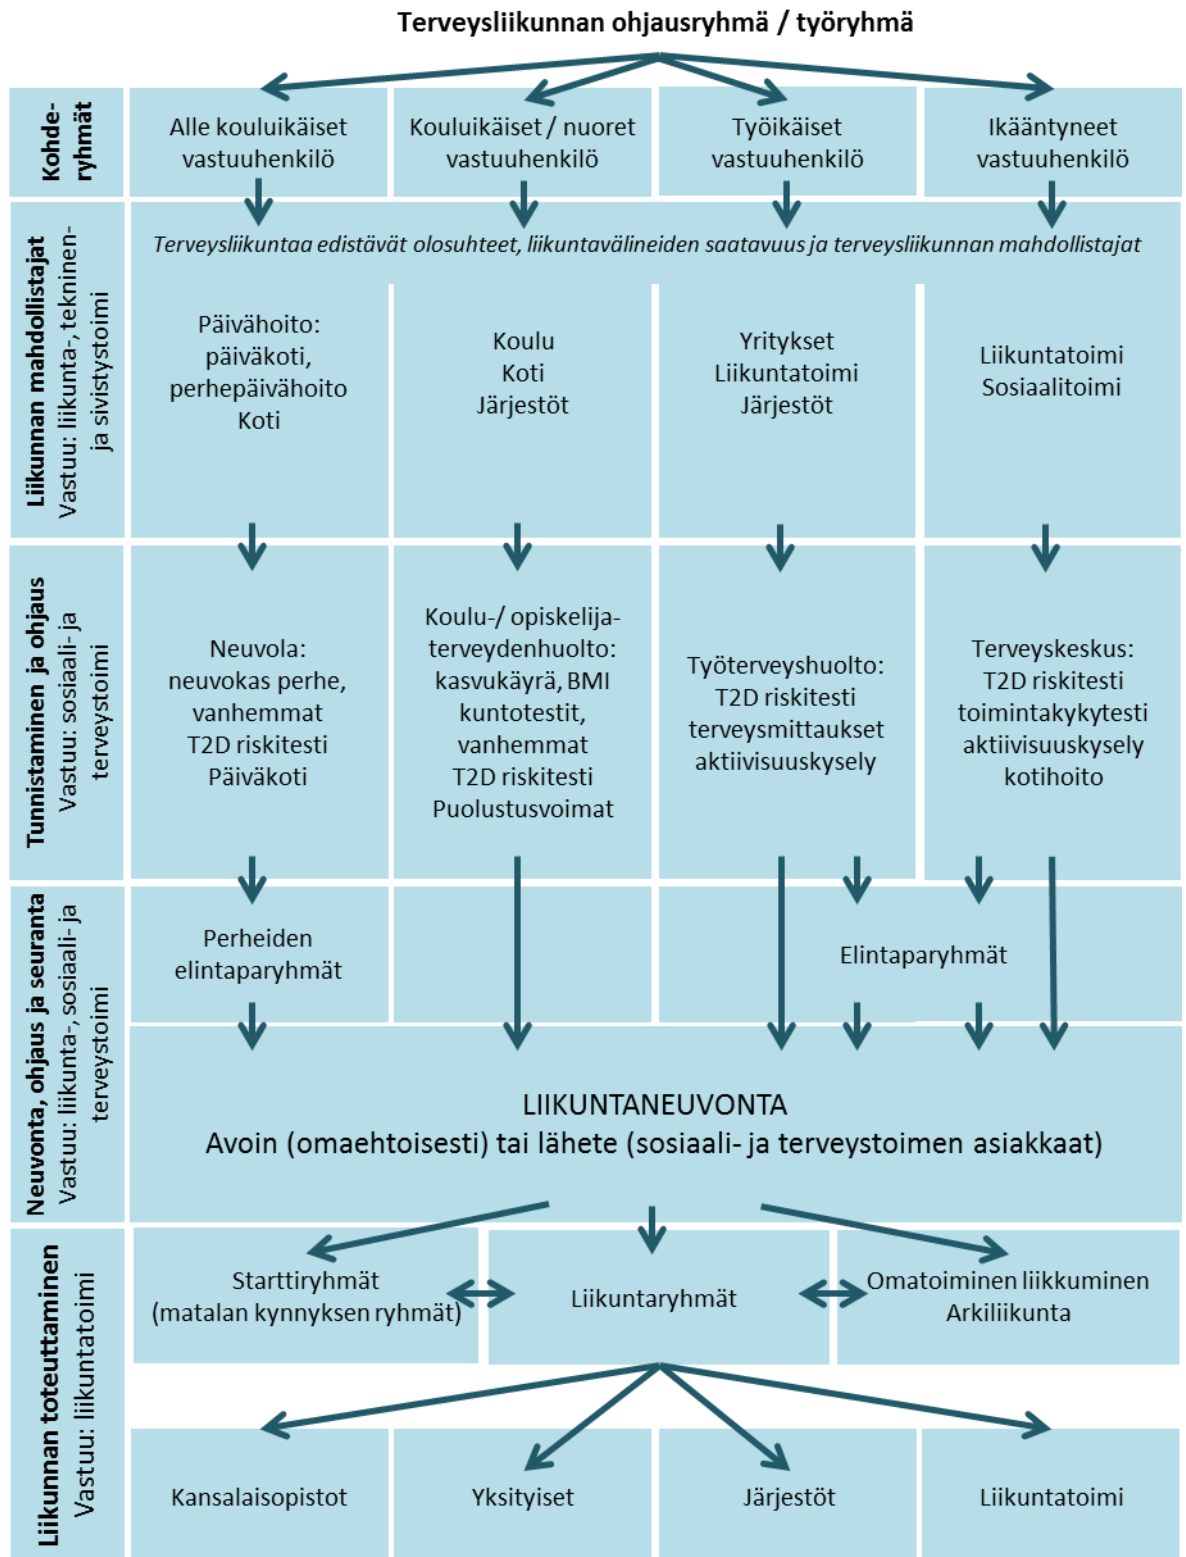 Terveysliikunnan ohjausryhmä / työryhmä
Kohde-
ryhmät
Alle kouluikäiset
vastuuhenkilö
Kouluikäiset / nuoret
vastuuhenkilö
Työikäiset
vastuuhenkilö
Ikääntyneet
vastuuhenkilö
Liikunnan mahdollistajat
Vastuu: liikunta-, tekninen-
ja sivistystoimi
Terveysliikuntaa edistävät olosuhteet, liikuntavälineiden saatavuus ja terveysliikunnan mahdollistajat
Päivähoito:
päiväkoti,
perhepäivähoito
Koti
Koulu
Koti
Järjestöt
Yritykset
Liikuntatoimi
Järjestöt
Liikuntatoimi
Sosiaalitoimi
Tunnistaminen ja ohjaus
Vastuu: sosiaali- ja
terveystoimi
Neuvola:
neuvokas perhe,
vanhemmat
T2D riskitesti
Päiväkoti
Koulu-/ opiskelija-
terveydenhuolto:
kasvukäyrä, BMI
kuntotestit,
vanhemmat
T2D riskitesti
Puolustusvoimat
Työterveyshuolto:
T2D riskitesti
terveysmittaukset
aktiivisuuskysely
Terveyskeskus:
T2D riskitesti
toimintakykytesti
aktiivisuuskysely
kotihoito
Neuvonta, ohjaus ja seuranta
Vastuu: liikunta-, sosiaali- ja
terveystoimi
Perheiden
elintaparyhmät
Elintaparyhmät
LIIKUNTANEUVONTA
Avoin (omaehtoisesti) tai lähete (sosiaali- ja terveystoimen asiakkaat)
Liikunnan toteuttaminen
Vastuu: liikuntatoimi
Starttiryhmät
(matalan kynnyksen ryhmät)
Liikuntaryhmät
Omatoiminen liikkuminen
Arkiliikunta
Kansalaisopistot
Yksityiset
Järjestöt
Liikuntatoimi